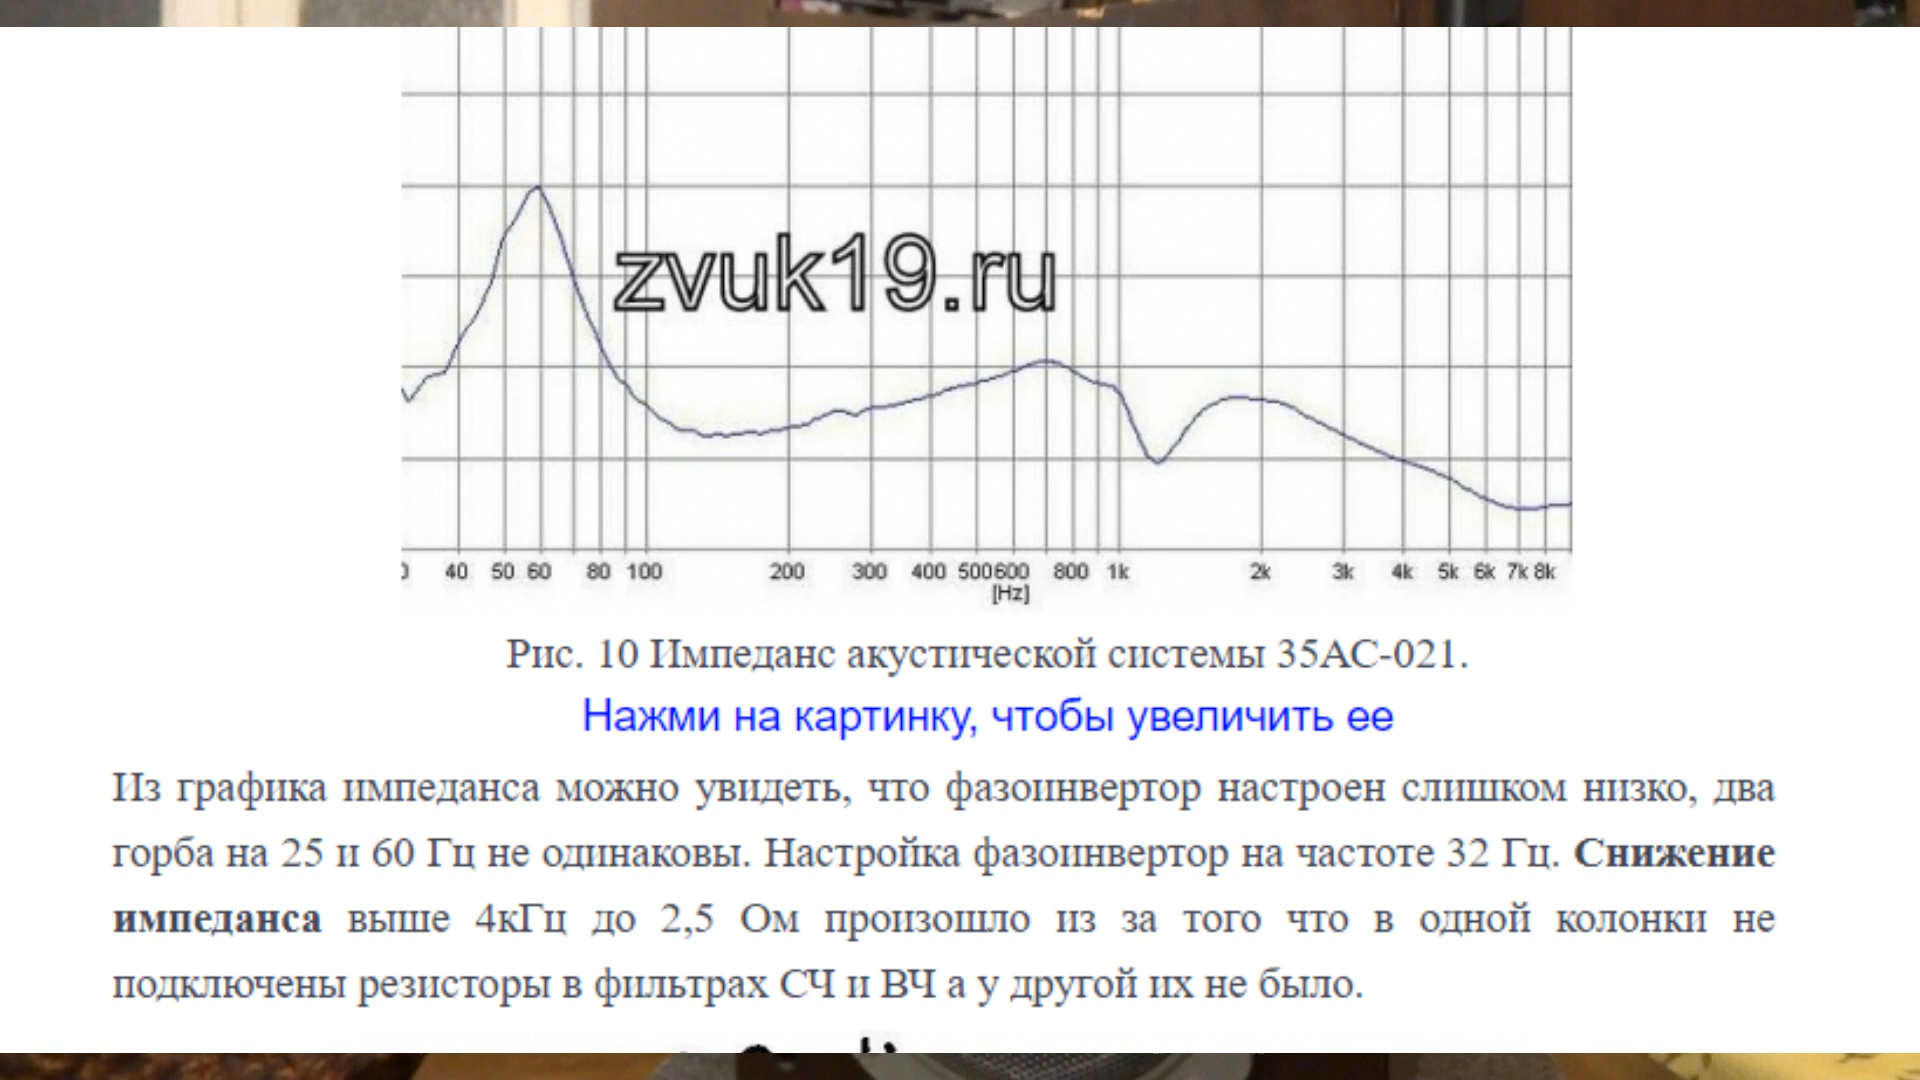 zvuk19.ru
40 50 60 80 100 200 300 400 500 600 800 1k 2k 3k 4k 5k 6k 7k 8k
[Hz]
Рис. 10 Импеданс акустической системы 35АС-021.
Нажми на картинку, чтобы увеличить ее
Из графика импеданса можно увидеть, что фазоинвертор настроен слишком низко, два
горба на 25 и 60 Гц не одинаковы. Настройка фазоинвертор на частоте 32 Гц. Снижение
импеданса выше 4кГц до 2,5 Ом произошло из за того что в одной колонки не
подключены резисторы в фильтрах СЧ и ВЧ а у другой их не было.